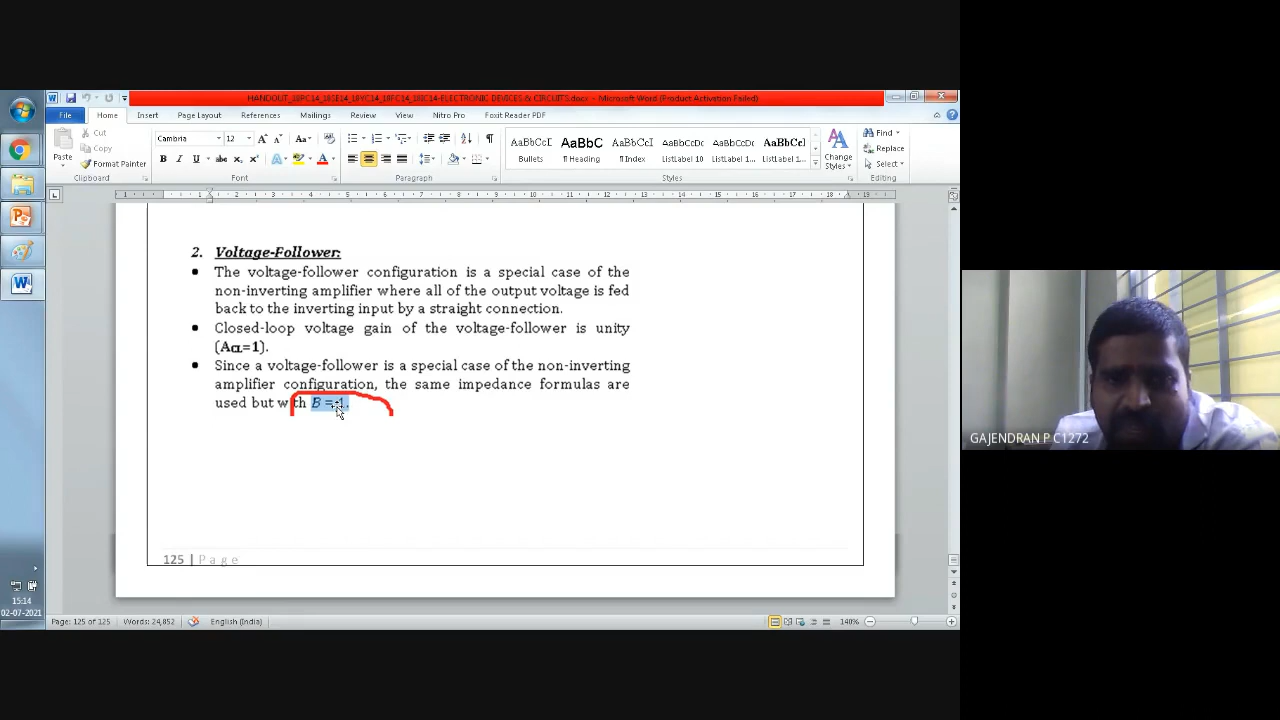 HANDOUT_18PC14_18SE14_18VC14_18FC14_18IC14-ELECTRONIC DEVICES & CIRCUITS.docx - Microsoft Word (Product Activation Failed)
File Home Insert Page Layout References Mailings Review View Nitro Pro Foxit Reader PDF
Cut
Copy
Format Painter
Paste
Clipboard
Cambria 12
Font
Paragraph
AaBbCcI AaBbC AaBbCcI AaBbCcDc AaBbCcDc AaBbCc1
Bullets ¶ Heading ¶ Index ListLabel 10 ListLabel 1... ListLabel 1...
Styles
Change Styles
Find
Replace
Select
Editing
2. Voltage-Follower:
• The voltage-follower configuration is a special case of the
non-inverting amplifier where all of the output voltage is fed
back to the inverting input by a straight connection.
• Closed-loop voltage gain of the voltage-follower is unity
(ACL=1).
• Since a voltage-follower is a special case of the non-inverting
amplifier configuration, the same impedance formulas are
used but with B = 1.
125 | Page
15:14
02-07-2021
Page: 125 of 125 Words: 24,852 English (India) 140%
GAJENDRAN P C1272